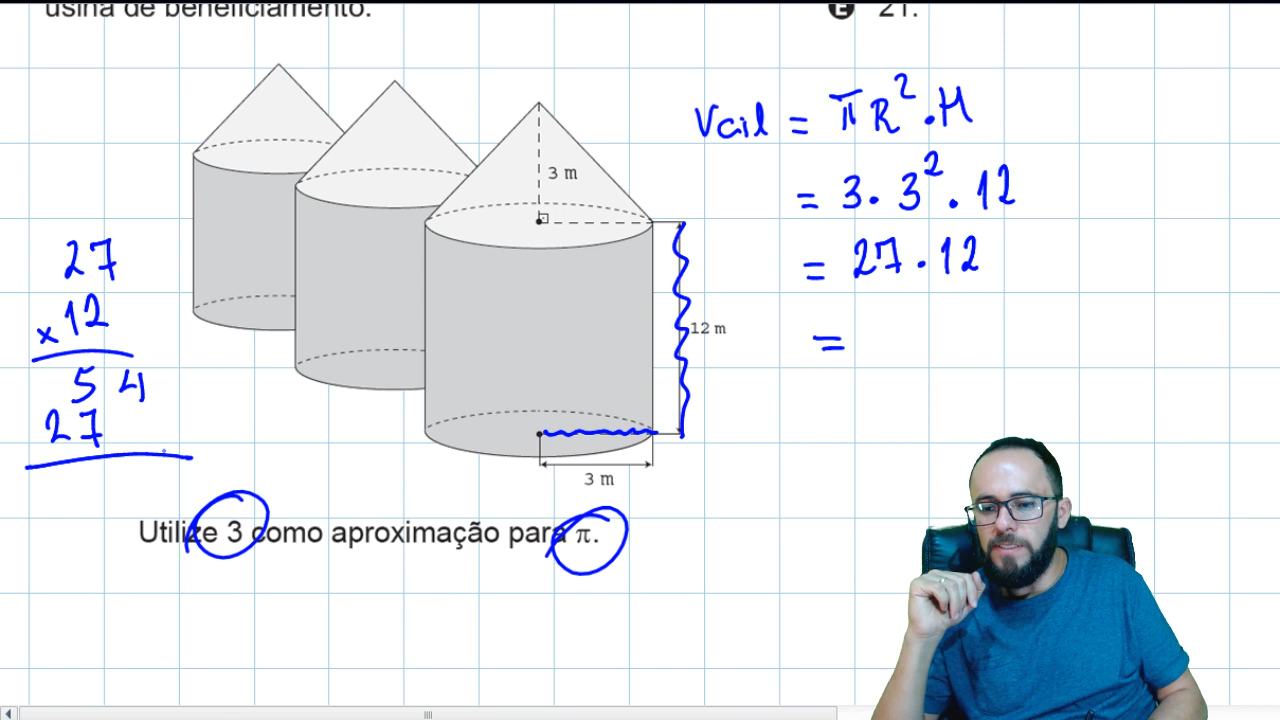 usina de beneficiamento.
E 21.
Vcil = πR².H
= 3.3².12
= 27.12
=
3 m
12 m
3 m
27
×12
54
27
Utilize 3 como aproximação para π.